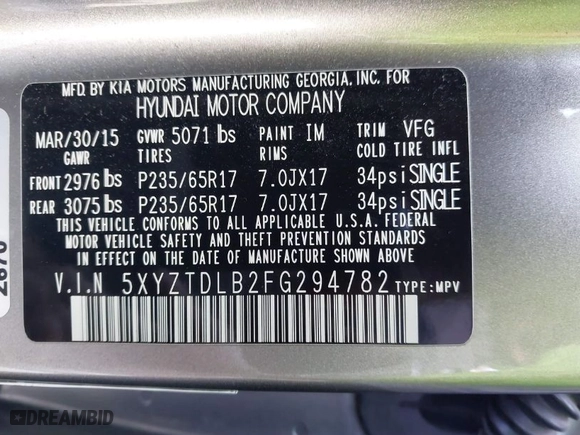 MFD. BY KIA MOTORS MANUFACTURING GEORGIA, INC. FOR
HYUNDAI MOTOR COMPANY
MAR/30/15 GVWR 5071 lbs PAINT IM TRIM VFG
GAWR TIRES RIMS COLD TIRE INFL
FRONT 2976 lbs P235/65R17 7.0JX17 34psi SINGLE
REAR 3075 lbs P235/65R17 7.0JX17 34psi SINGLE
THIS VEHICLE CONFORMS TO ALL APPLICABLE U.S.A. FEDERAL
MOTOR VEHICLE SAFETY AND THEFT PREVENTION STANDARDS
IN EFFECT ON THE DATE OF MANUFACTURE SHOWN ABOVE.
V.I.N 5XYZTDLB2FG294782 TYPE:MPV
DREAMBID